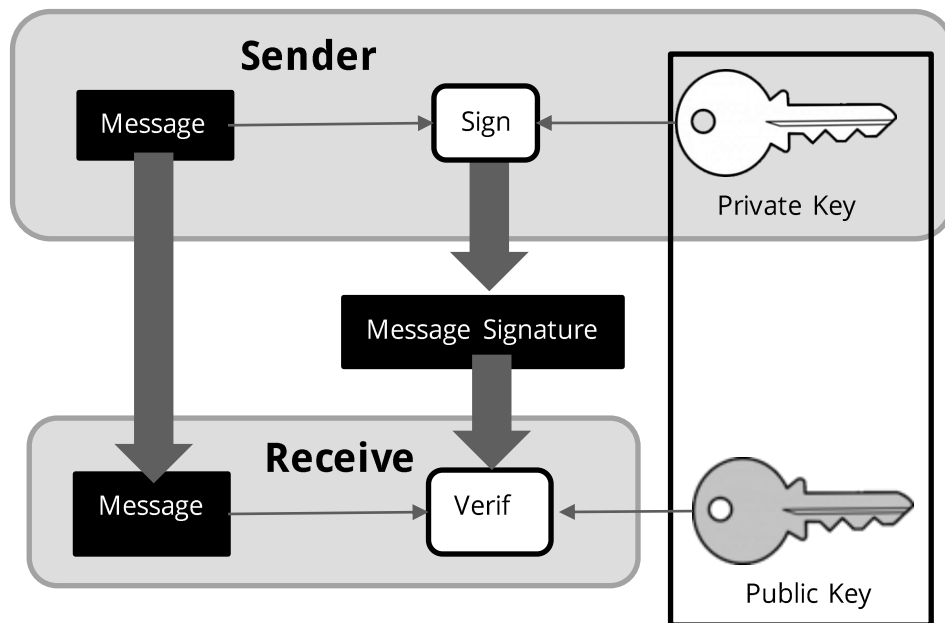 Sender
Message
Sign
Private Key
Message Signature
Receive
Message
Verif
Public Key